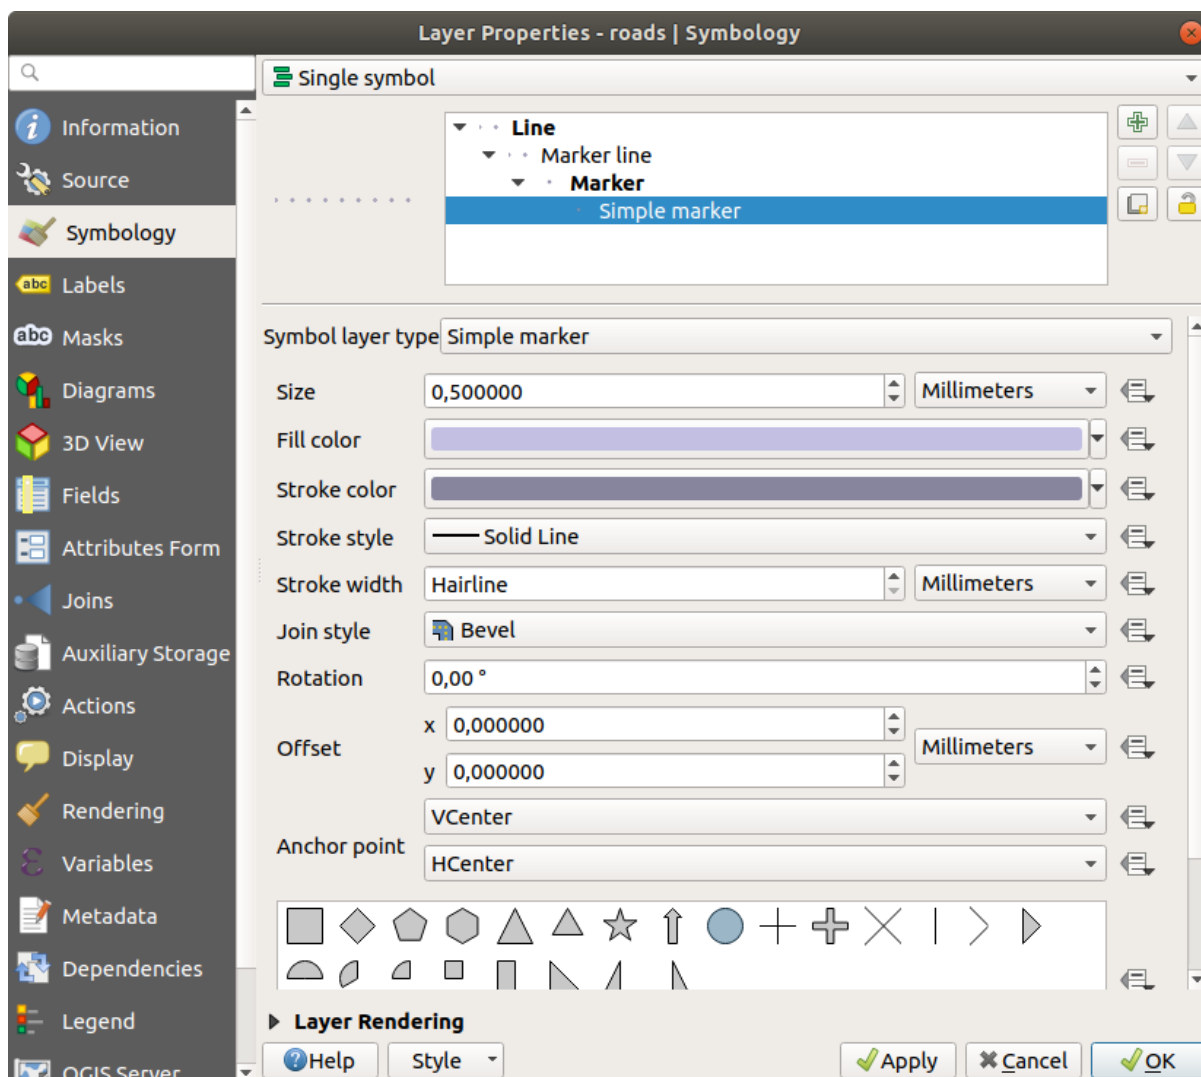 Layer Properties - roads | Symbology
Single symbol
Information
Source
Symbology
Labels
Masks
Diagrams
3D View
Fields
Attributes Form
Joins
Auxiliary Storage
Actions
Display
Rendering
Variables
Metadata
Dependencies
Legend
QGIS Server
Line
Marker line
Marker
Simple marker
Symbol layer type Simple marker
Size 0,500000 Millimeters
Fill color
Stroke color
Stroke style Solid Line
Stroke width Hairline Millimeters
Join style Bevel
Rotation 0,00 °
Offset x 0,000000 Millimeters
y 0,000000
Anchor point VCenter
HCenter
Layer Rendering
Help Style Apply Cancel OK